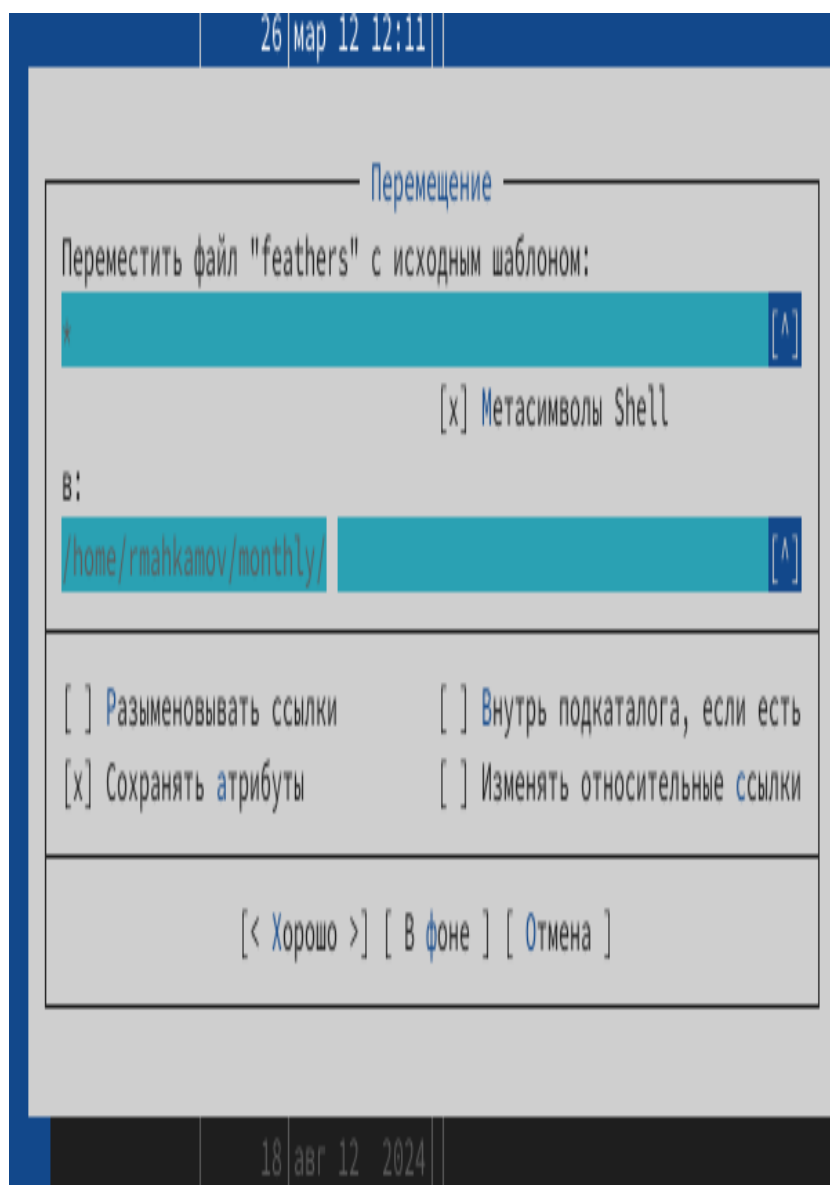 26 мар 12 12:11
Перемещение
Переместить файл "feathers" с исходным шаблоном:
* [^]
[x] Метасимволы Shell
в:
/home/rmahkamov/monthly/ [^]
[ ] Разыменовывать ссылки [ ] Внутрь подкаталога, если есть
[x] Сохранять атрибуты [ ] Изменять относительные ссылки
[< Хорошо >] [ В фоне ] [ Отмена ]
18 авг 12 2024